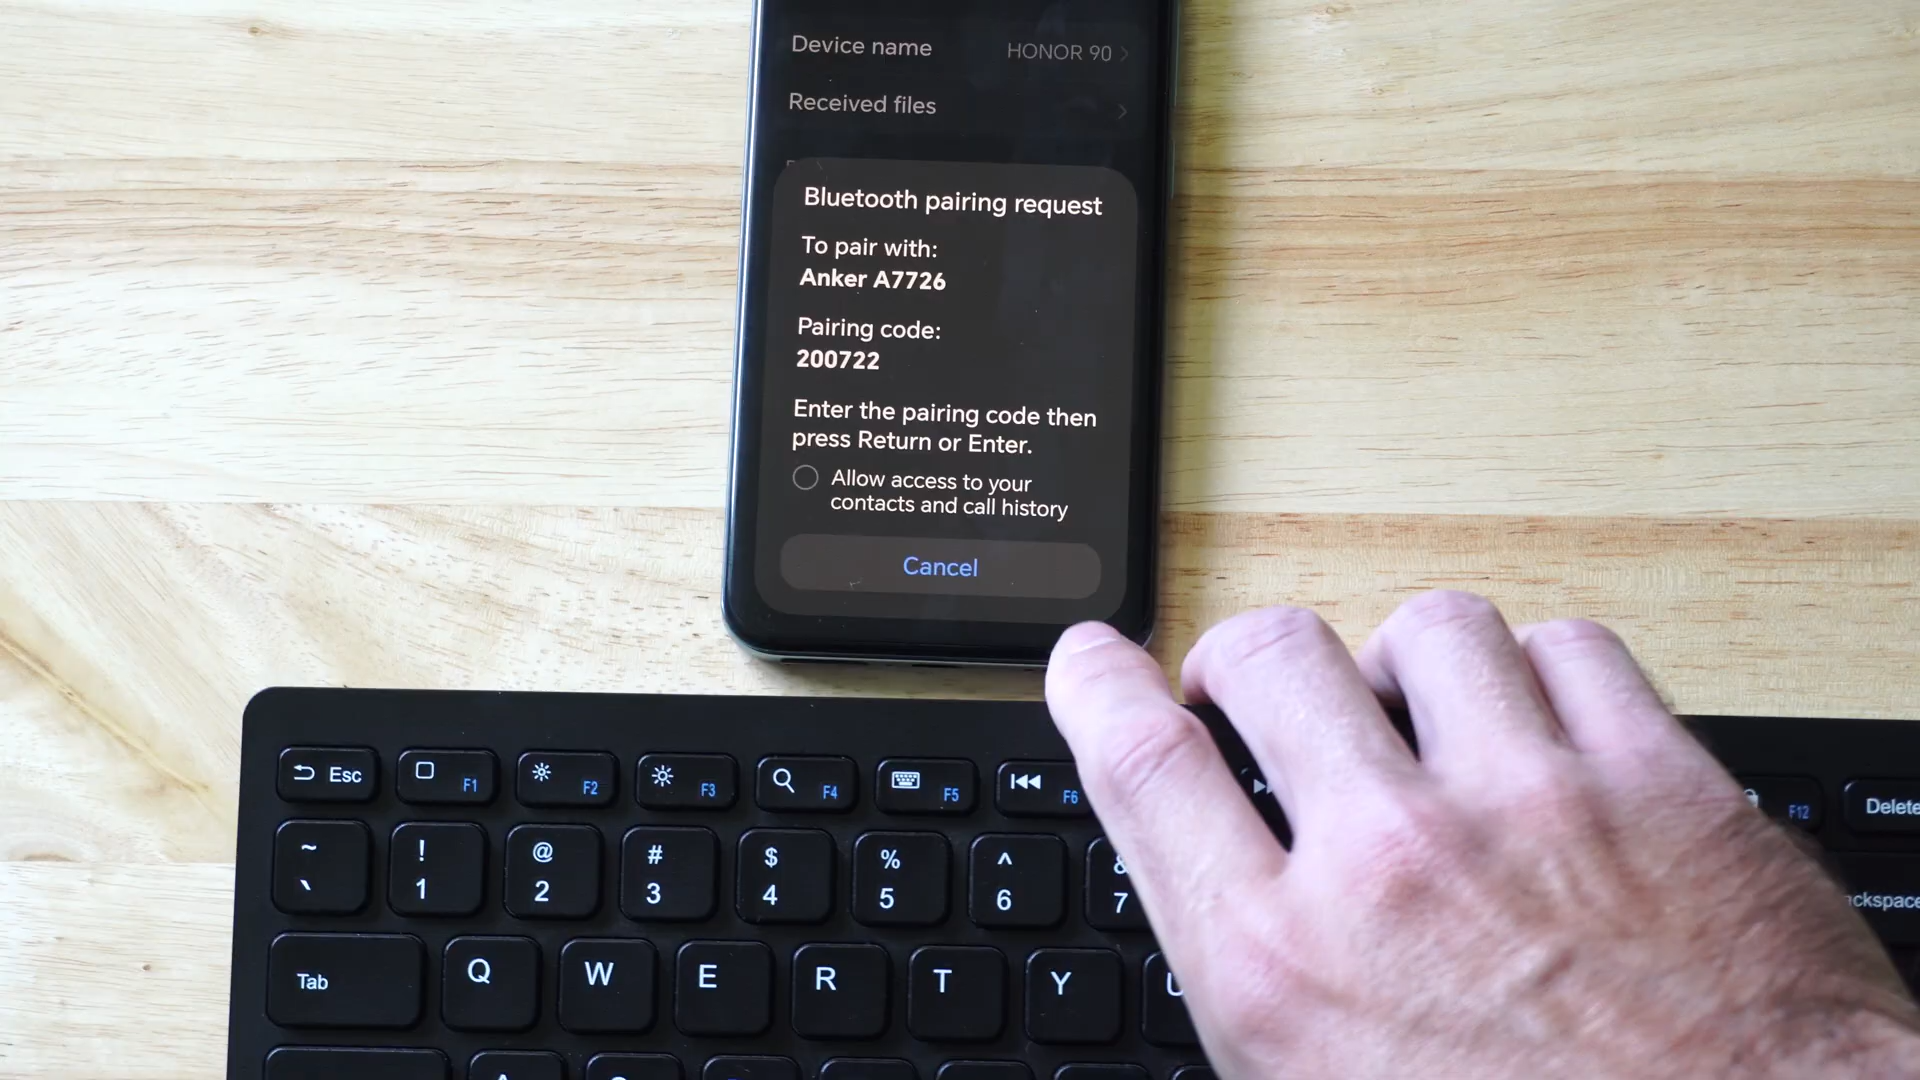 Device name HONOR 90
Received files
Bluetooth pairing request
To pair with:
Anker A7726
Pairing code:
200722
Enter the pairing code then
press Return or Enter.
Allow access to your
contacts and call history
Cancel
Esc F1 F2 F3 F4 F5 F6 F12 Delete
~ ! @ # $ % ^ &
` 1 2 3 4 5 6 7
Tab Q W E R T Y U